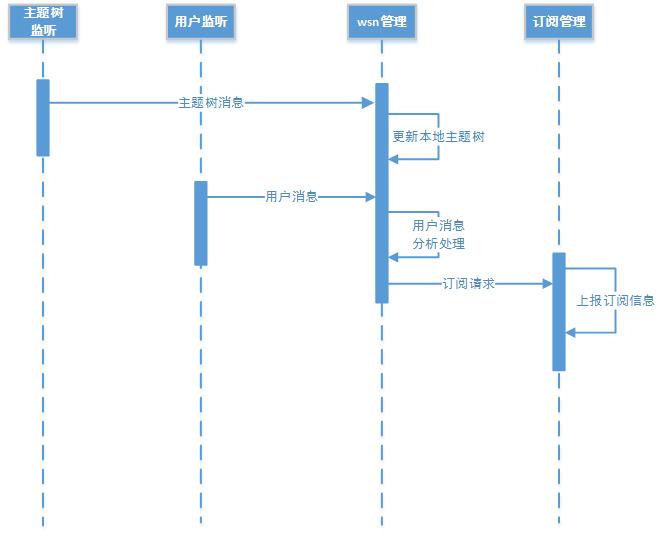 主题树
监听
用户监听
wsn管理
订阅管理
主题树消息
更新本地主题树
用户消息
用户消息
分析处理
订阅请求
上报订阅信息